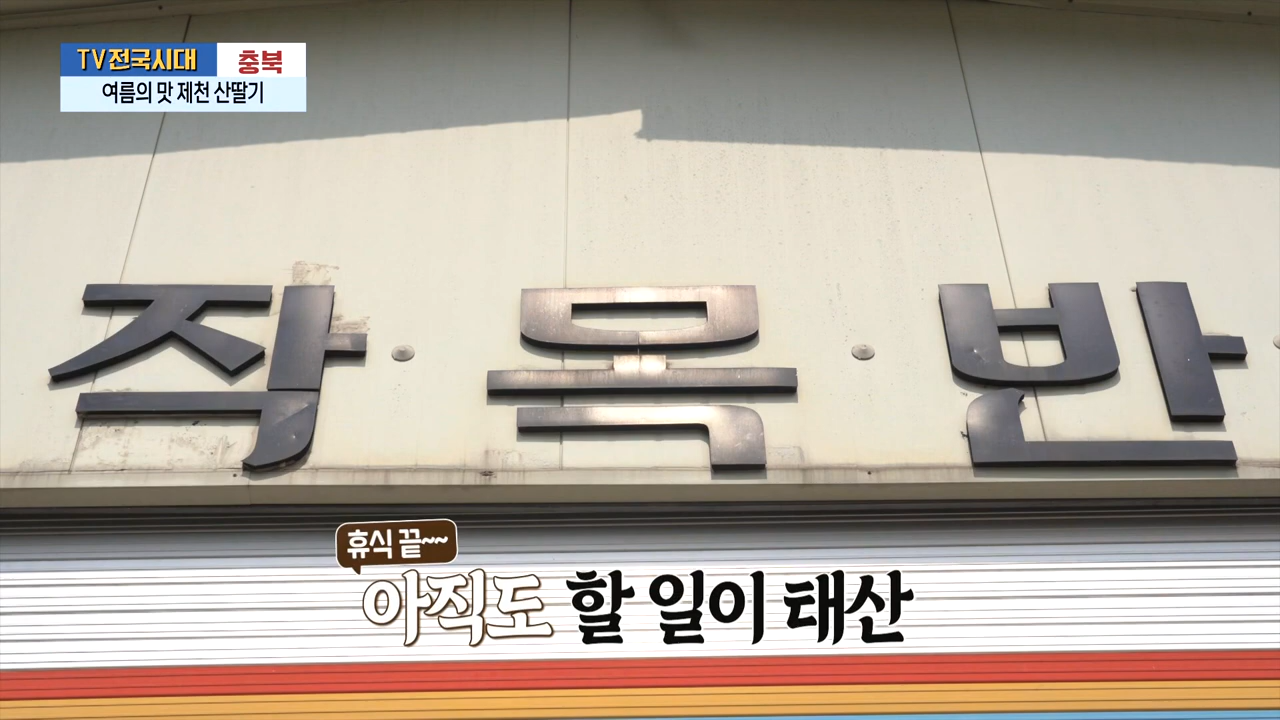 TV전국시대 충북
여름의 맛 제천 산딸기
작목반
휴식 끝~~
아직도 할 일이 태산